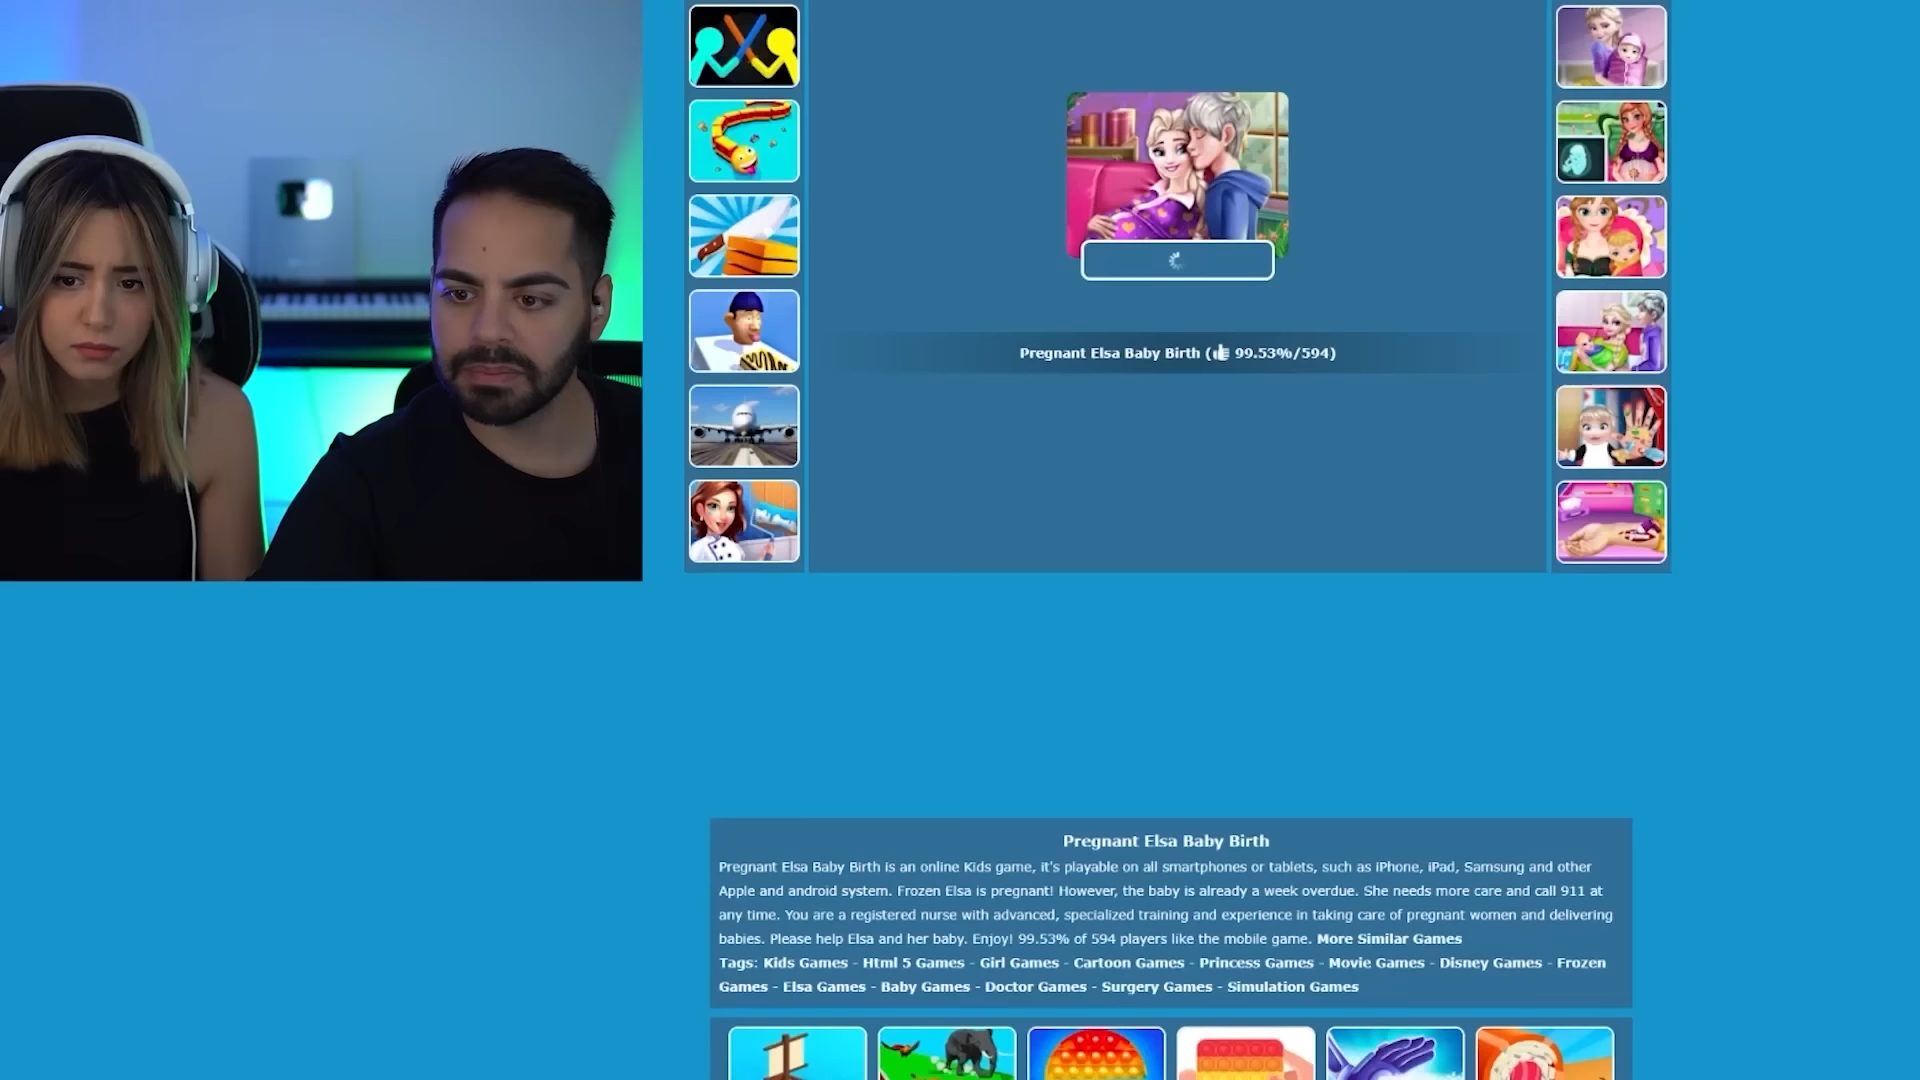 Pregnant Elsa Baby Birth (99.53%/594)
Pregnant Elsa Baby Birth
Pregnant Elsa Baby Birth is an online Kids game, it's playable on all smartphones or tablets, such as iPhone, iPad, Samsung and other
Apple and android system. Frozen Elsa is pregnant! However, the baby is already a week overdue. She needs more care and call 911 at
any time. You are a registered nurse with advanced, specialized training and experience in taking care of pregnant women and delivering
babies. Please help Elsa and her baby. Enjoy! 99.53% of 594 players like the mobile game. More Similar Games
Tags: Kids Games - Html 5 Games - Girl Games - Cartoon Games - Princess Games - Movie Games - Disney Games - Frozen
Games - Elsa Games - Baby Games - Doctor Games - Surgery Games - Simulation Games